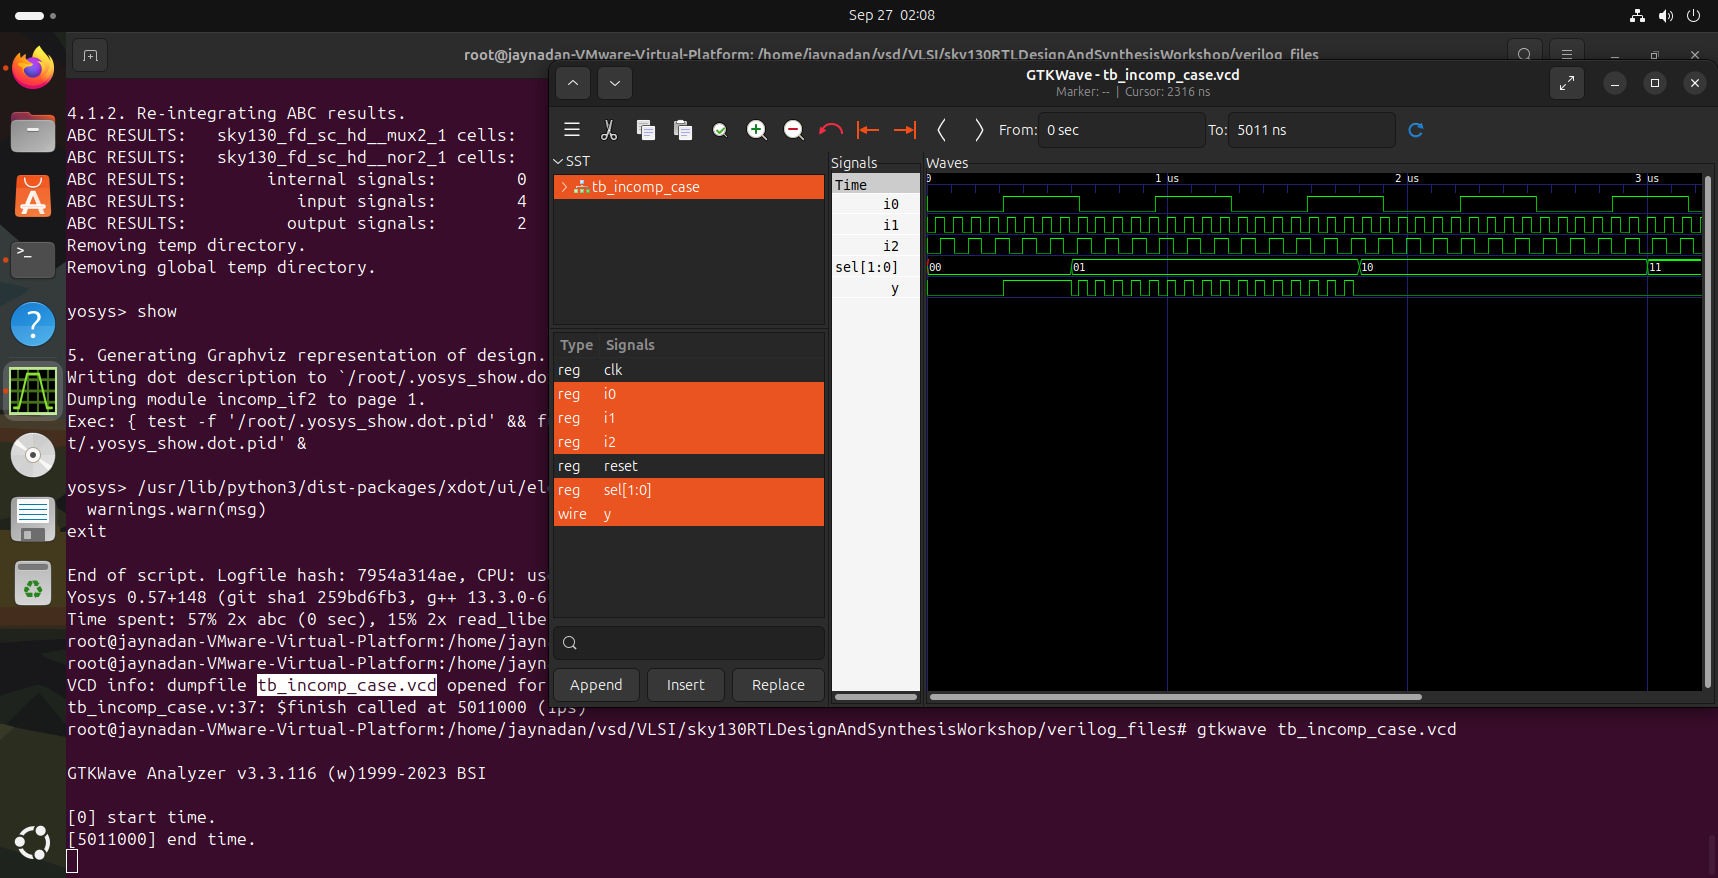 Sep 27 02:08
root@jaynadan-VMware-Virtual-Platform: /home/jaynadan/vsd/VLSI/sky130RTLDesignAndSynthesisWorkshop/verilog_files
4.1.2. Re-integrating ABC results.
ABC RESULTS:   sky130_fd_sc_hd__mux2_1 cells:
ABC RESULTS:   sky130_fd_sc_hd__nor2_1 cells:
ABC RESULTS:        internal signals:        0
ABC RESULTS:           input signals:        4
ABC RESULTS:          output signals:        2
Removing temp directory.
Removing global temp directory.
yosys> show
5. Generating Graphviz representation of design.
Writing dot description to `/root/.yosys_show.do
Dumping module incomp_if2 to page 1.
Exec: { test -f '/root/.yosys_show.dot.pid' && f
t/.yosys_show.dot.pid' &
yosys> /usr/lib/python3/dist-packages/xdot/ui/el
  warnings.warn(msg)
exit
End of script. Logfile hash: 7954a314ae, CPU: us
Yosys 0.57+148 (git sha1 259bd6fb3, g++ 13.3.0-6
Time spent: 57% 2x abc (0 sec), 15% 2x read_libe
root@jaynadan-VMware-Virtual-Platform:/home/jayn
root@jaynadan-VMware-Virtual-Platform:/home/jayn
VCD info: dumpfile tb_incomp_case.vcd opened for
tb_incomp_case.v:37: $finish called at 5011000 (1ps)
root@jaynadan-VMware-Virtual-Platform:/home/jaynadan/vsd/VLSI/sky130RTLDesignAndSynthesisWorkshop/verilog_files# gtkwave tb_incomp_case.vcd
GTKWave Analyzer v3.3.116 (w)1999-2023 BSI
[0] start time.
[5011000] end time.
GTKWave - tb_incomp_case.vcd
Marker: -- | Cursor: 2316 ns
From: 0 sec To: 5011 ns
SST
tb_incomp_case
Type Signals
reg clk
reg i0
reg i1
reg i2
reg reset
reg sel[1:0]
wire y
Append Insert Replace
Signals
Time
i0
i1
i2
sel[1:0]
y
Waves
0 1 us 2 us 3 us
00 01 10 11